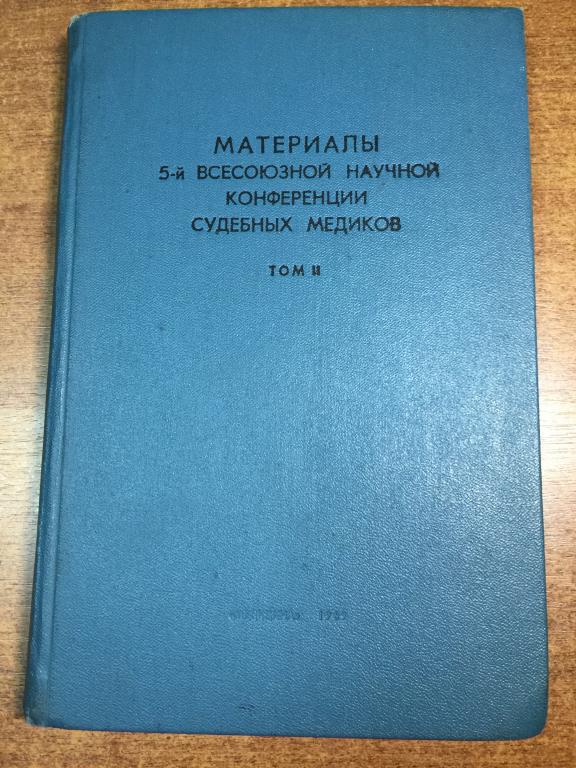 МАТЕРИАЛЫ
5-й ВСЕСОЮЗНОЙ НАУЧНОЙ
КОНФЕРЕНЦИИ
СУДЕБНЫХ МЕДИКОВ
ТОМ II